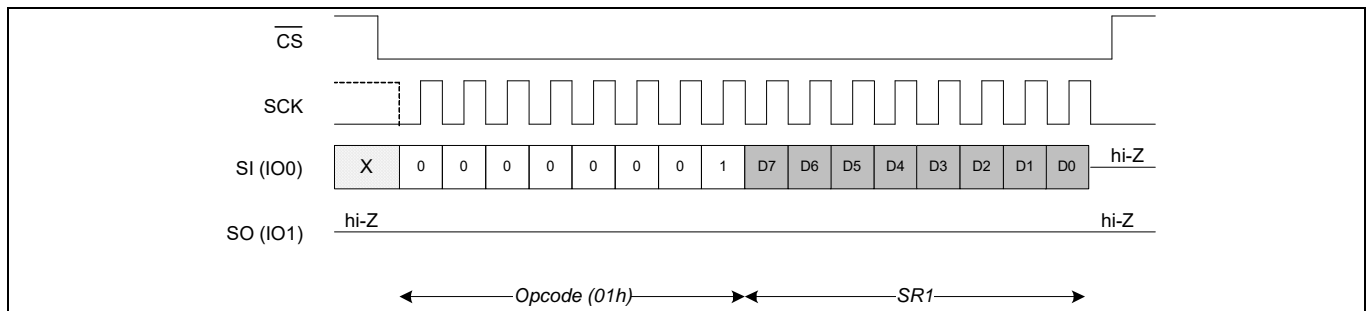 CS
SCK
SI (IO0) X 0 0 0 0 0 0 0 1 D7 D6 D5 D4 D3 D2 D1 D0 hi-Z
hi-Z hi-Z
SO (IO1)
Opcode (01h) SR1